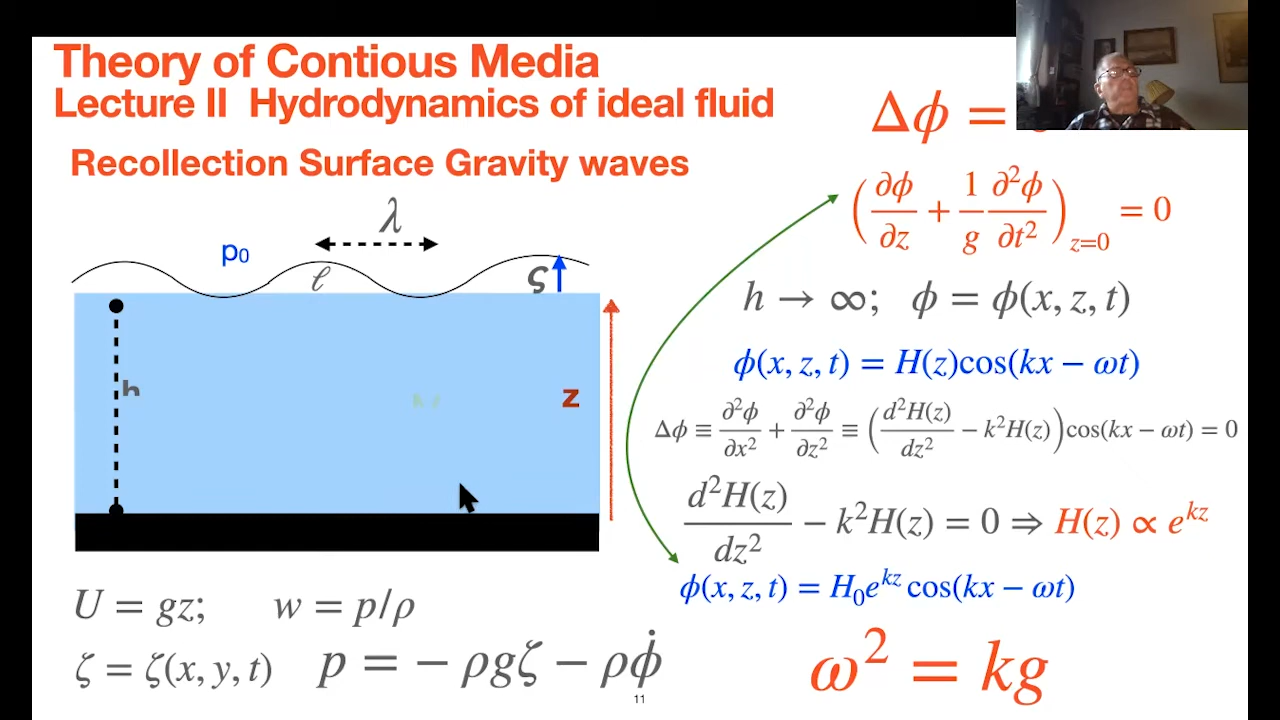 Theory of Contious Media
Lecture II Hydrodynamics of ideal fluid
Recollection Surface Gravity waves
λ
p₀
ℓ
ς
h
z
U = gz; w = p/ρ
ζ = ζ(x, y, t) p = − ρgζ − ρϕ̇
Δϕ =
(∂ϕ/∂z + 1/g ∂²ϕ/∂t²)_{z=0} = 0
h → ∞; ϕ = ϕ(x, z, t)
ϕ(x, z, t) = H(z)cos(kx − ωt)
Δϕ ≡ ∂²ϕ/∂x² + ∂²ϕ/∂z² ≡ (d²H(z)/dz² − k²H(z))cos(kx − ωt) = 0
d²H(z)/dz² − k²H(z) = 0 ⇒ H(z) ∝ e^{kz}
ϕ(x, z, t) = H₀e^{kz} cos(kx − ωt)
ω² = kg
11